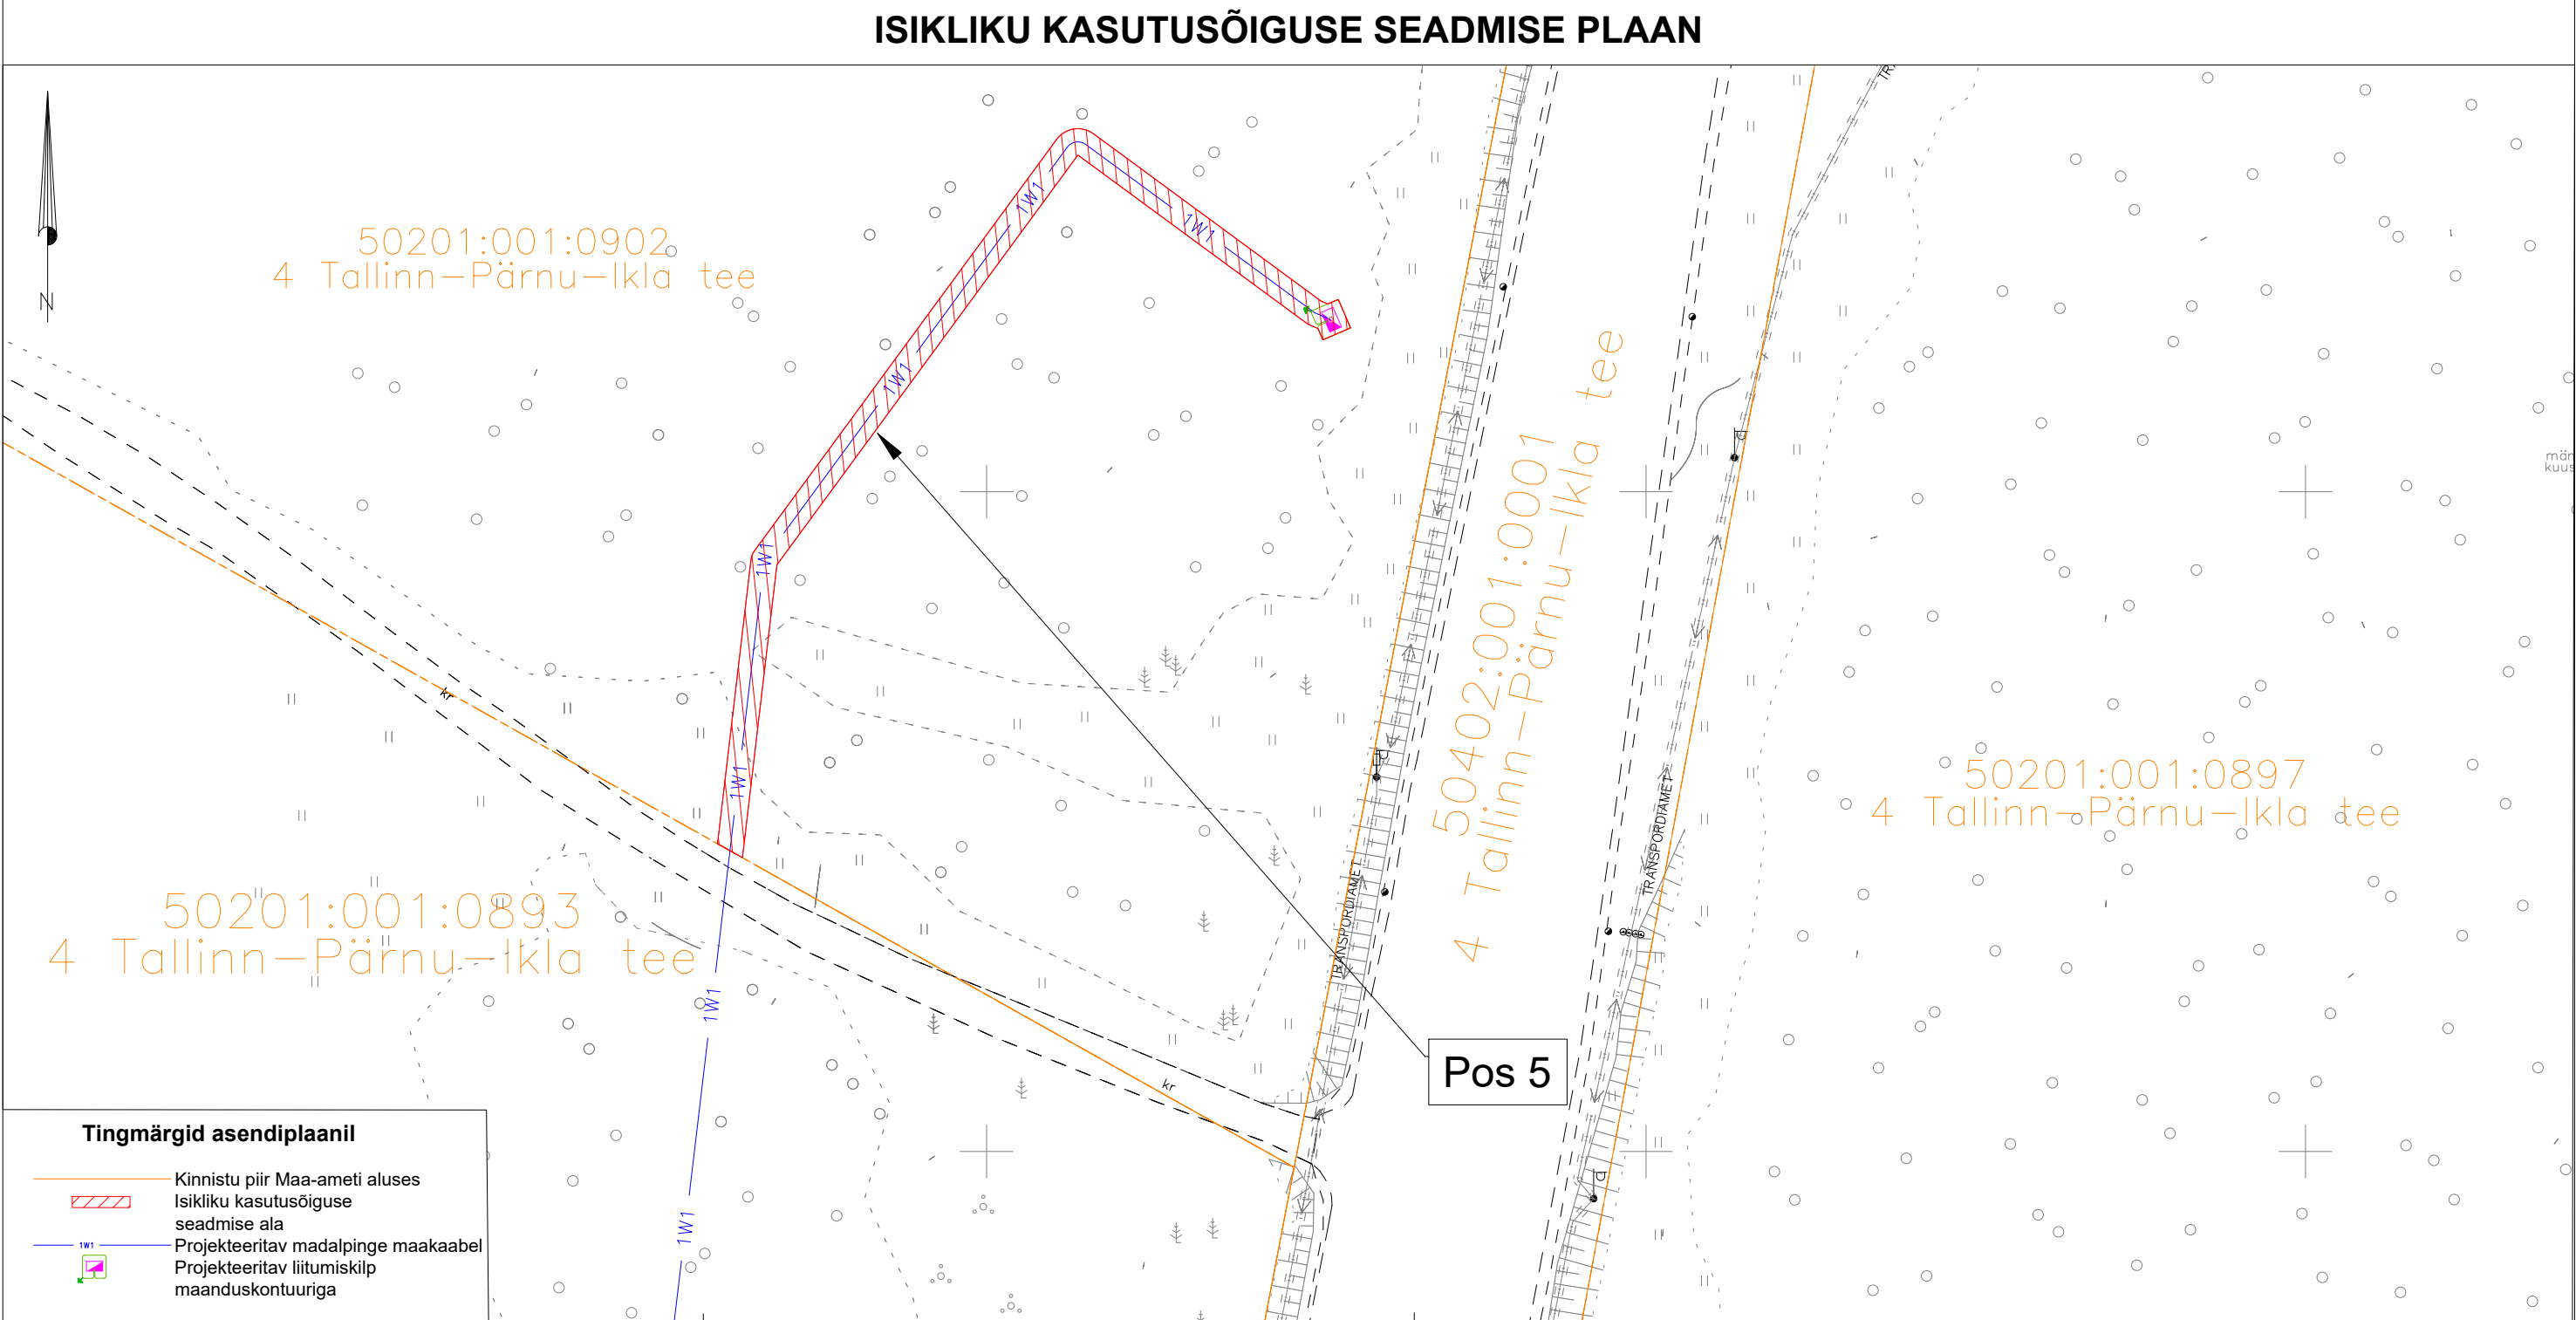 ISIKLIKU KASUTUSÕIGUSE SEADMISE PLAAN
N
50201:001:0902
4 Tallinn-Pärnu-Ikla tee
1W1
1W1
1W1
1W1
1W1
1W1
1W1
kr
kr
50402:001:0001
4 Tallinn-Pärnu-Ikla tee
TRANSPORDIAMET
TRANSPORDIAMET
män
kuus
50201:001:0897
4 Tallinn-Pärnu-Ikla tee
50201:001:0893
4 Tallinn-Pärnu-Ikla tee
Pos 5
Tingmärgid asendiplaanil
Kinnistu piir Maa-ameti aluses
Isikliku kasutusõiguse
seadmise ala
1W1
Projekteeritav madalpinge maakaabel
Projekteeritav liitumiskilp
maanduskontuuriga